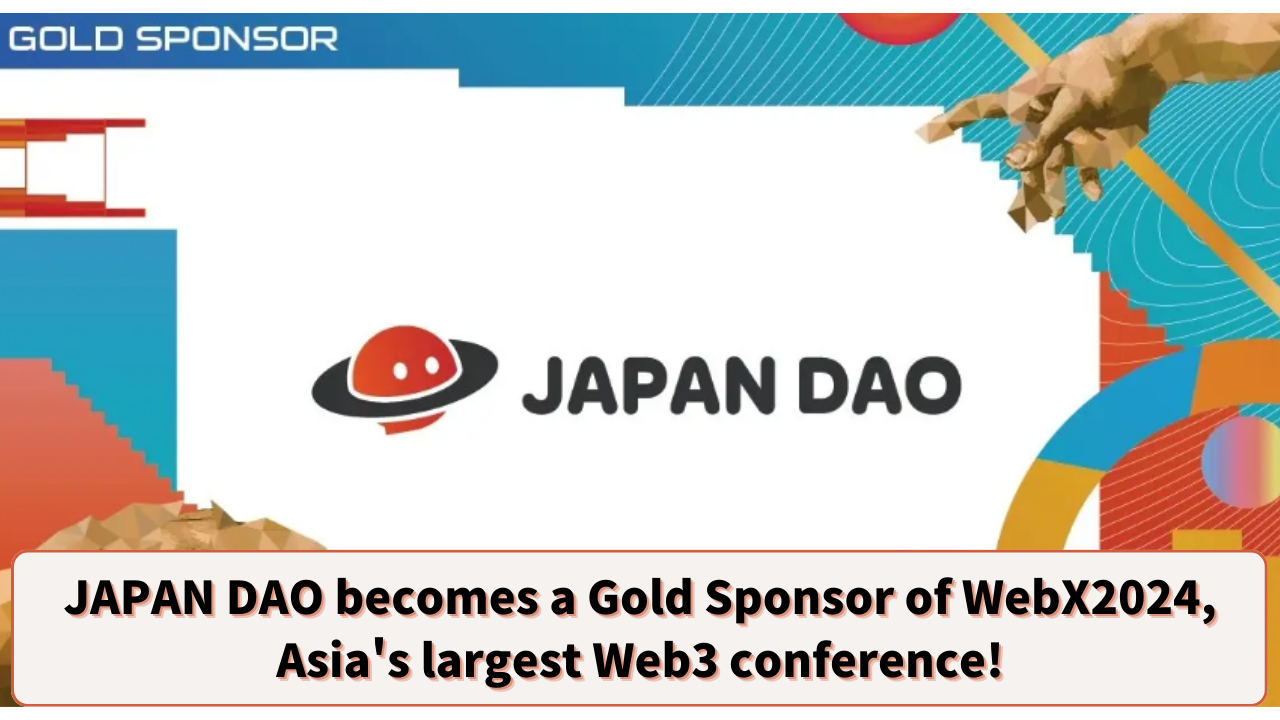 GOLD SPONSOR
JAPAN DAO
JAPAN DAO becomes a Gold Sponsor of WebX2024,
Asia's largest Web3 conference!